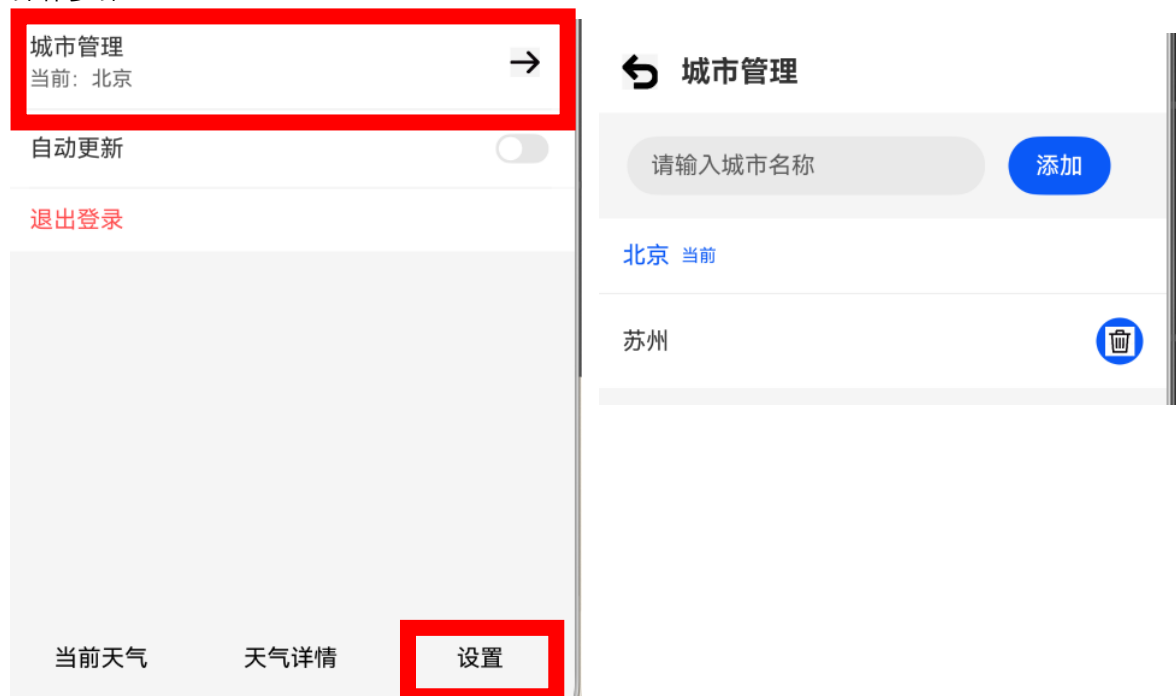 城市管理
当前：北京
自动更新
退出登录
当前天气
天气详情
设置
城市管理
请输入城市名称
添加
北京 当前
苏州